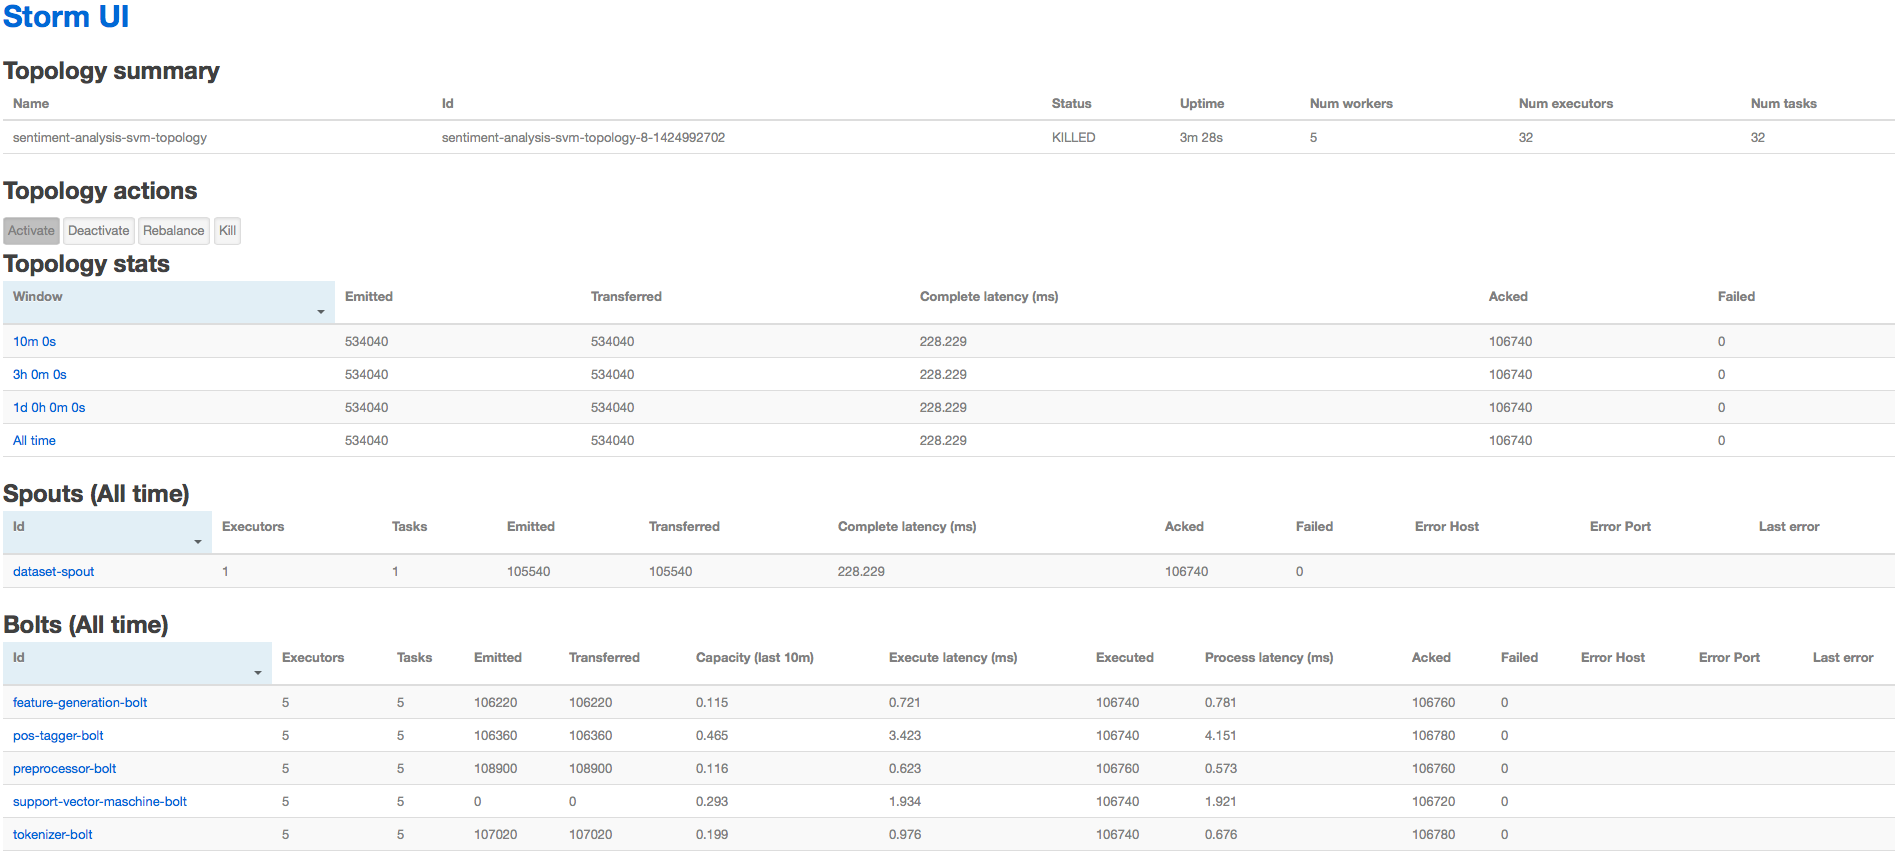 Storm UI
Topology summary
Name Id Status Uptime Num workers Num executors Num tasks
sentiment-analysis-svm-topology sentiment-analysis-svm-topology-8-1424992702 KILLED 3m 28s 5 32 32
Topology actions
Activate Deactivate Rebalance Kill
Topology stats
Window Emitted Transferred Complete latency (ms) Acked Failed
10m 0s 534040 534040 228.229 106740 0
3h 0m 0s 534040 534040 228.229 106740 0
1d 0h 0m 0s 534040 534040 228.229 106740 0
All time 534040 534040 228.229 106740 0
Spouts (All time)
Id Executors Tasks Emitted Transferred Complete latency (ms) Acked Failed Error Host Error Port Last error
dataset-spout 1 1 105540 105540 228.229 106740 0
Bolts (All time)
Id Executors Tasks Emitted Transferred Capacity (last 10m) Execute latency (ms) Executed Process latency (ms) Acked Failed Error Host Error Port Last error
feature-generation-bolt 5 5 106220 106220 0.115 0.721 106740 0.781 106760 0
pos-tagger-bolt 5 5 106360 106360 0.465 3.423 106740 4.151 106780 0
preprocessor-bolt 5 5 108900 108900 0.116 0.623 106760 0.573 106760 0
support-vector-maschine-bolt 5 5 0 0 0.293 1.934 106740 1.921 106720 0
tokenizer-bolt 5 5 107020 107020 0.199 0.976 106740 0.676 106780 0